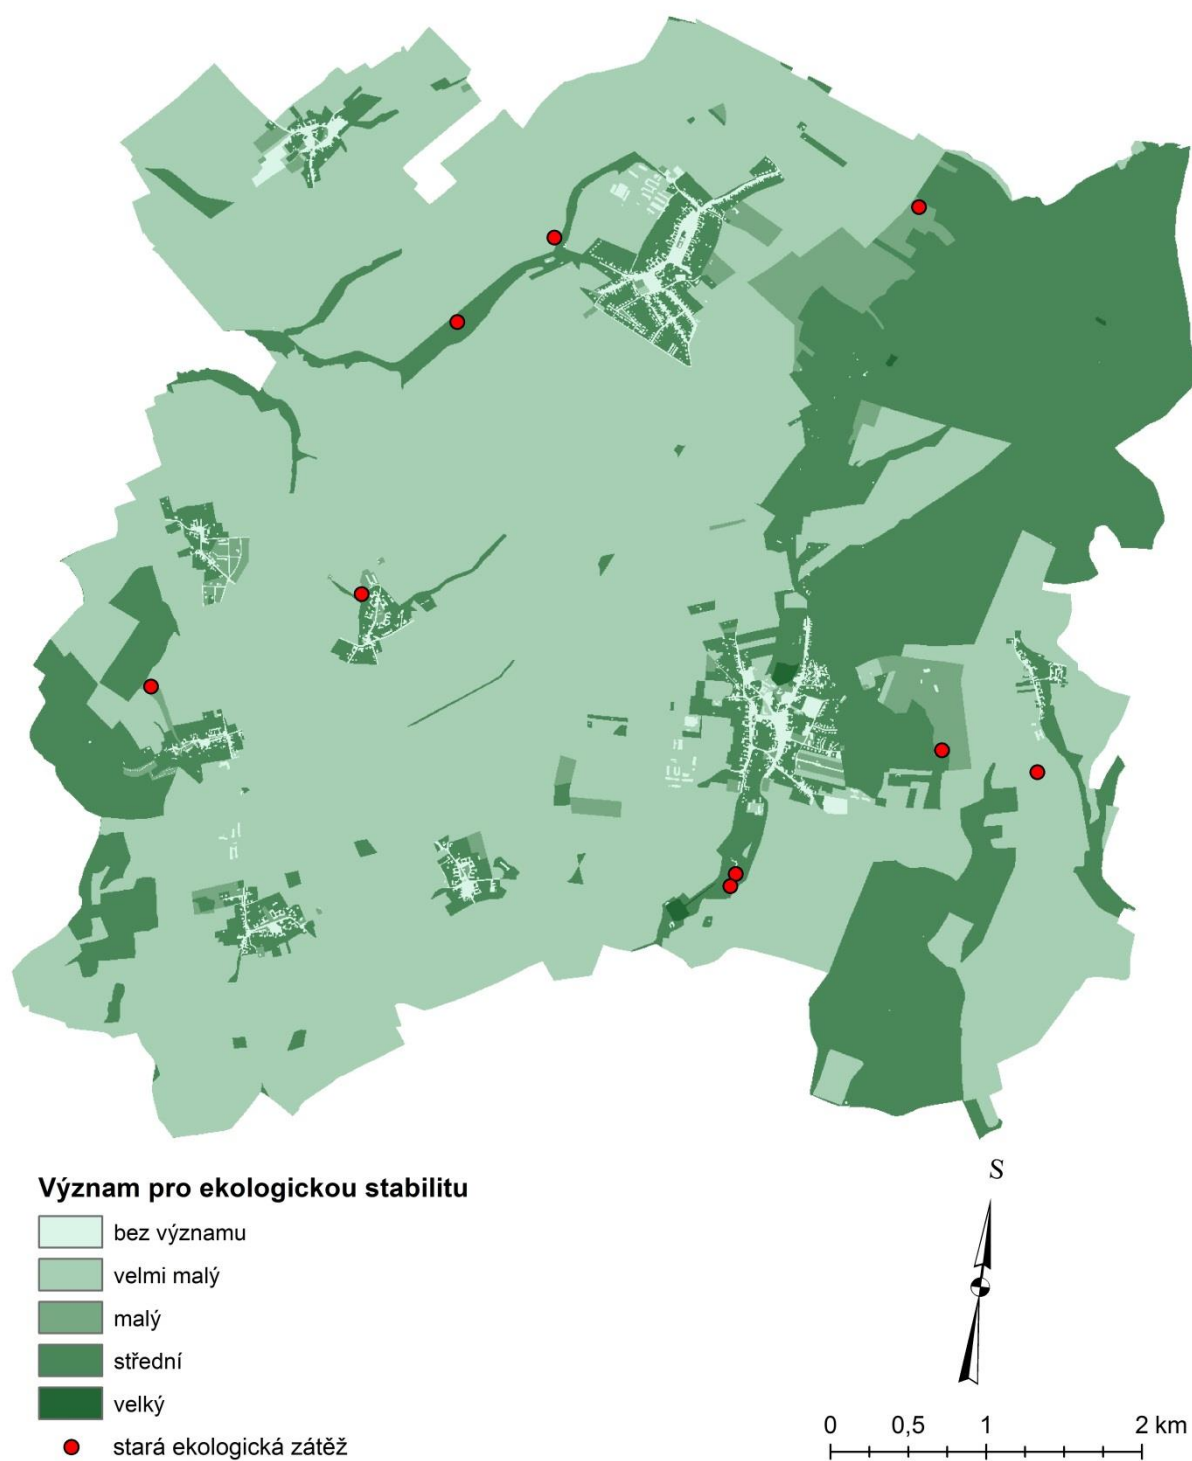 Význam pro ekologickou stabilitu
bez významu
velmi malý
malý
střední
velký
stará ekologická zátěž
S
0 0,5 1 2 km